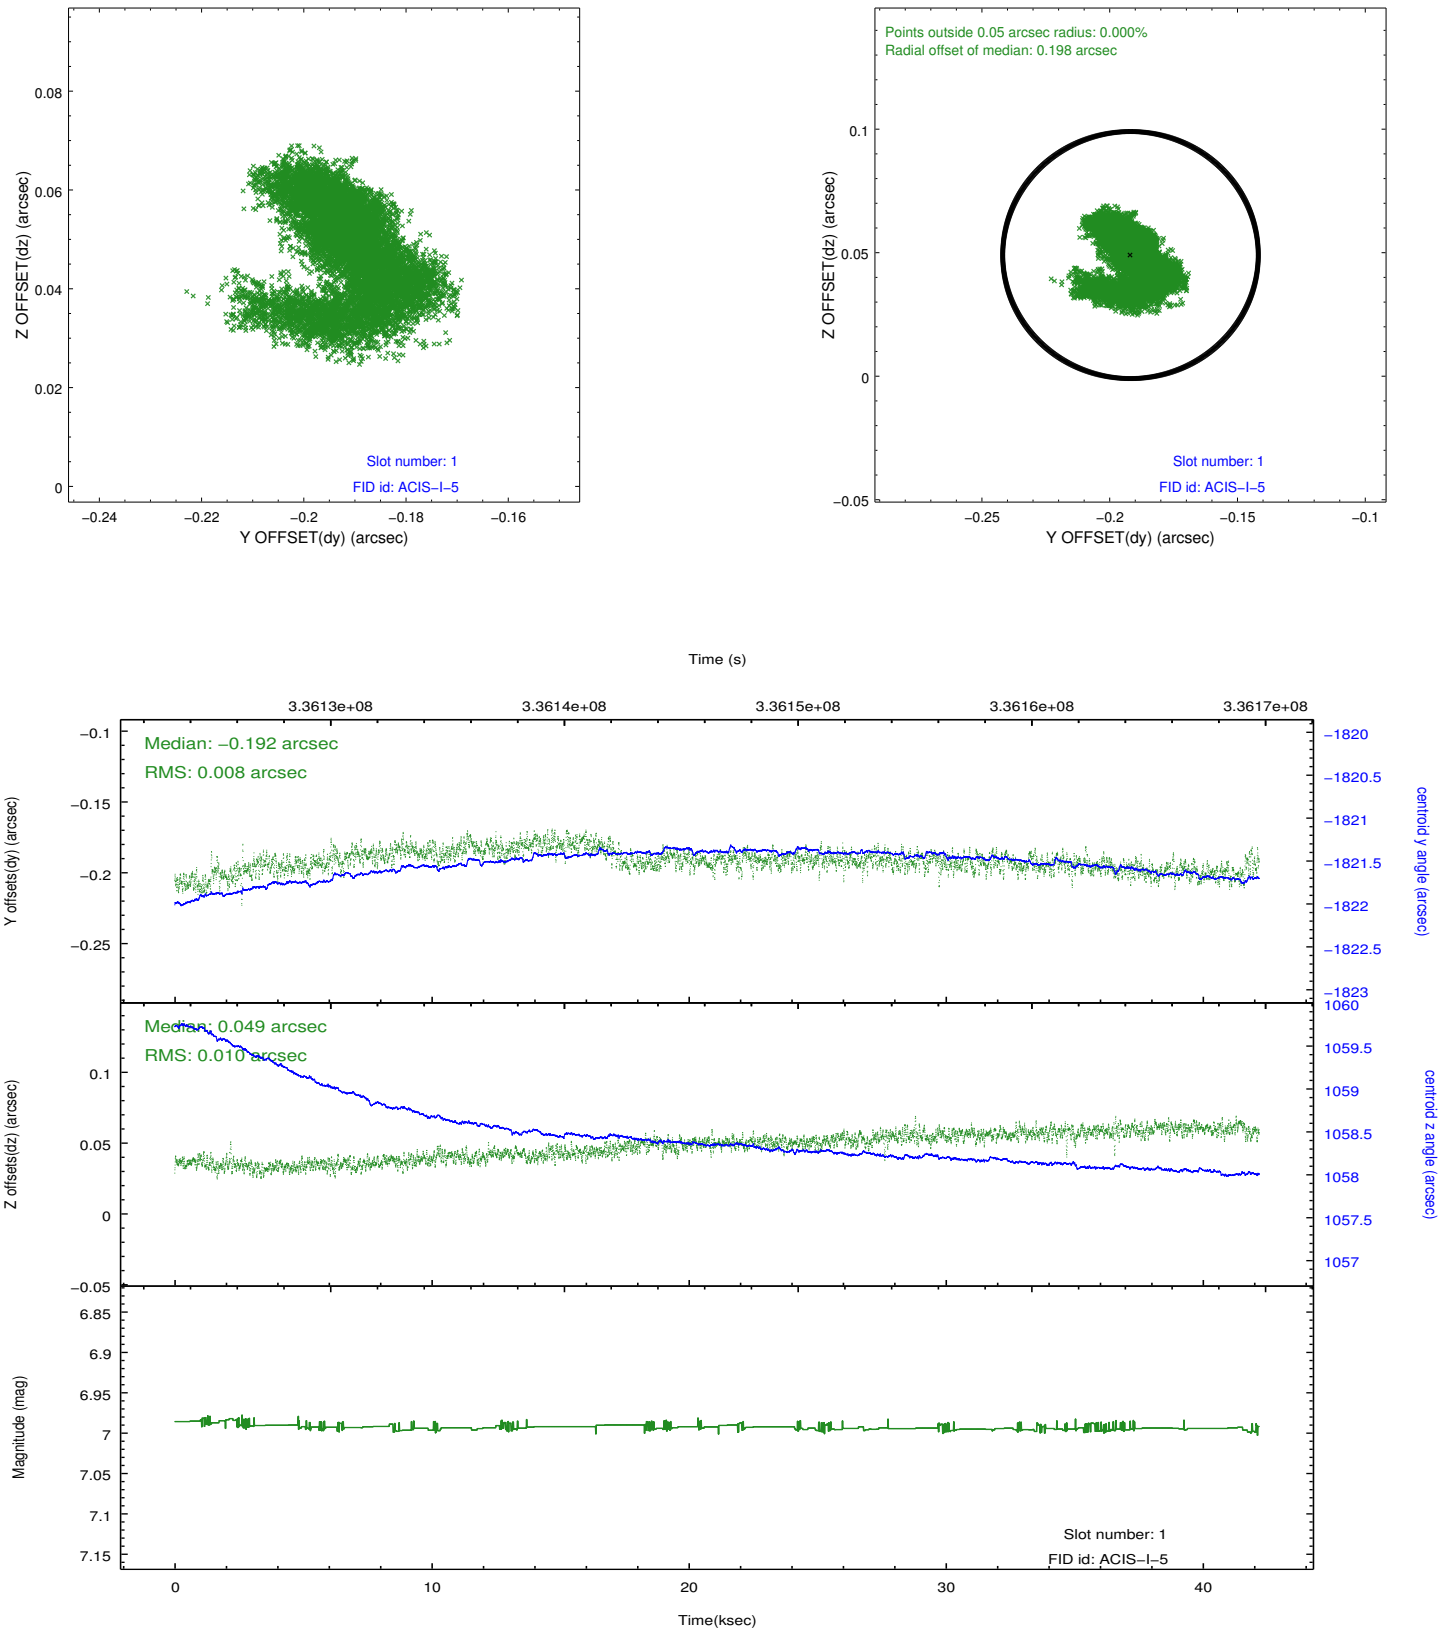 0.08
0.06
0.04
0.02
0
Z OFFSET(dz) (arcsec)
Slot number: 1
FID id: ACIS−I−5
−0.24
−0.22
−0.2
−0.18
−0.16
Y OFFSET(dy) (arcsec)
Points outside 0.05 arcsec radius: 0.000%
Radial offset of median: 0.198 arcsec
0.1
0.05
0
−0.05
Z OFFSET(dz) (arcsec)
Slot number: 1
FID id: ACIS−I−5
−0.25
−0.2
−0.15
−0.1
Y OFFSET(dy) (arcsec)
Time (s)
3.3613e+08
3.3614e+08
3.3615e+08
3.3616e+08
3.3617e+08
Median: −0.192 arcsec
RMS: 0.008 arcsec
−0.1
−0.15
−0.2
−0.25
Y offsets(dy) (arcsec)
−1820
−1820.5
−1821
−1821.5
−1822
−1822.5
−1823
centroid y angle (arcsec)
Median: 0.049 arcsec
RMS: 0.010 arcsec
0.1
0.05
0
−0.05
Z offsets(dz) (arcsec)
1060
1059.5
1059
1058.5
1058
1057.5
1057
centroid z angle (arcsec)
6.85
6.9
6.95
7
7.05
7.1
7.15
Magnitude (mag)
Slot number: 1
FID id: ACIS−I−5
0
10
20
30
40
Time(ksec)